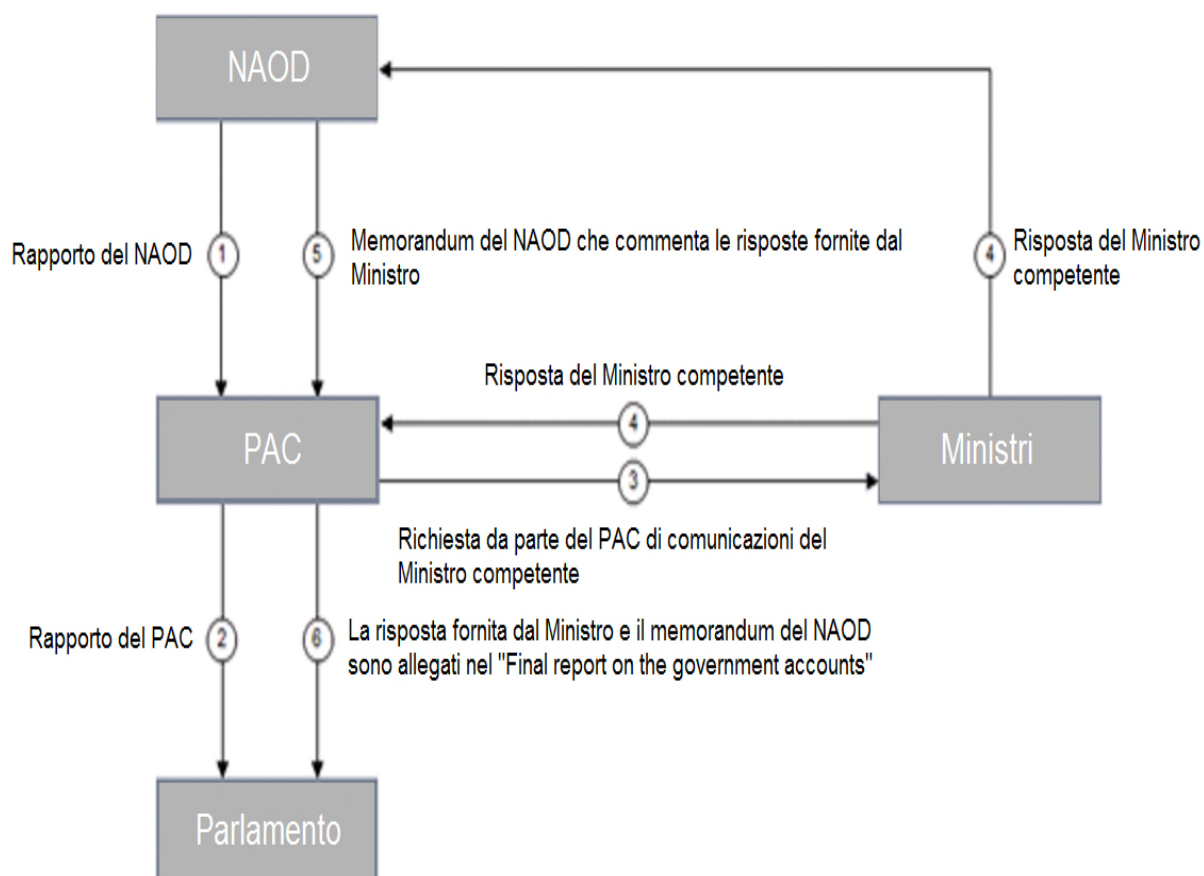 NAOD
Rapporto del NAOD
1
5
Memorandum del NAOD che commenta le risposte fornite dal
Ministro
4
Risposta del Ministro
competente
Risposta del Ministro competente
4
PAC
Ministri
3
Richiesta da parte del PAC di comunicazioni del
Ministro competente
Rapporto del PAC
2
6
La risposta fornita dal Ministro e il memorandum del NAOD
sono allegati nel "Final report on the government accounts"
Parlamento